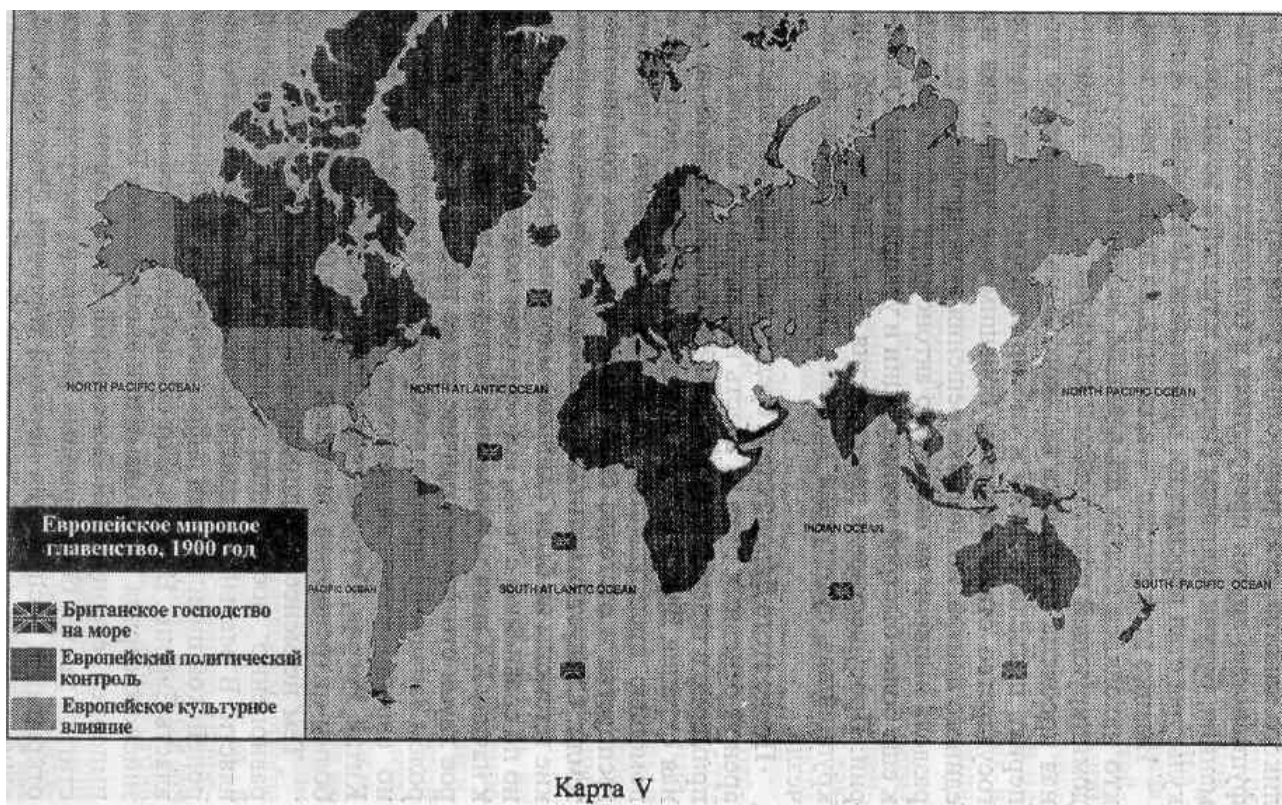 NORTH PACIFIC OCEAN
NORTH ATLANTIC OCEAN
NORTH PACIFIC OCEAN
INDIAN OCEAN
PACIFIC OCEAN
SOUTH ATLANTIC OCEAN
SOUTH PACIFIC OCEAN
Европейское мировое
главенство, 1900 год
Британское господство
на море
Европейский политический
контроль
Европейское культурное
влияние
Карта V